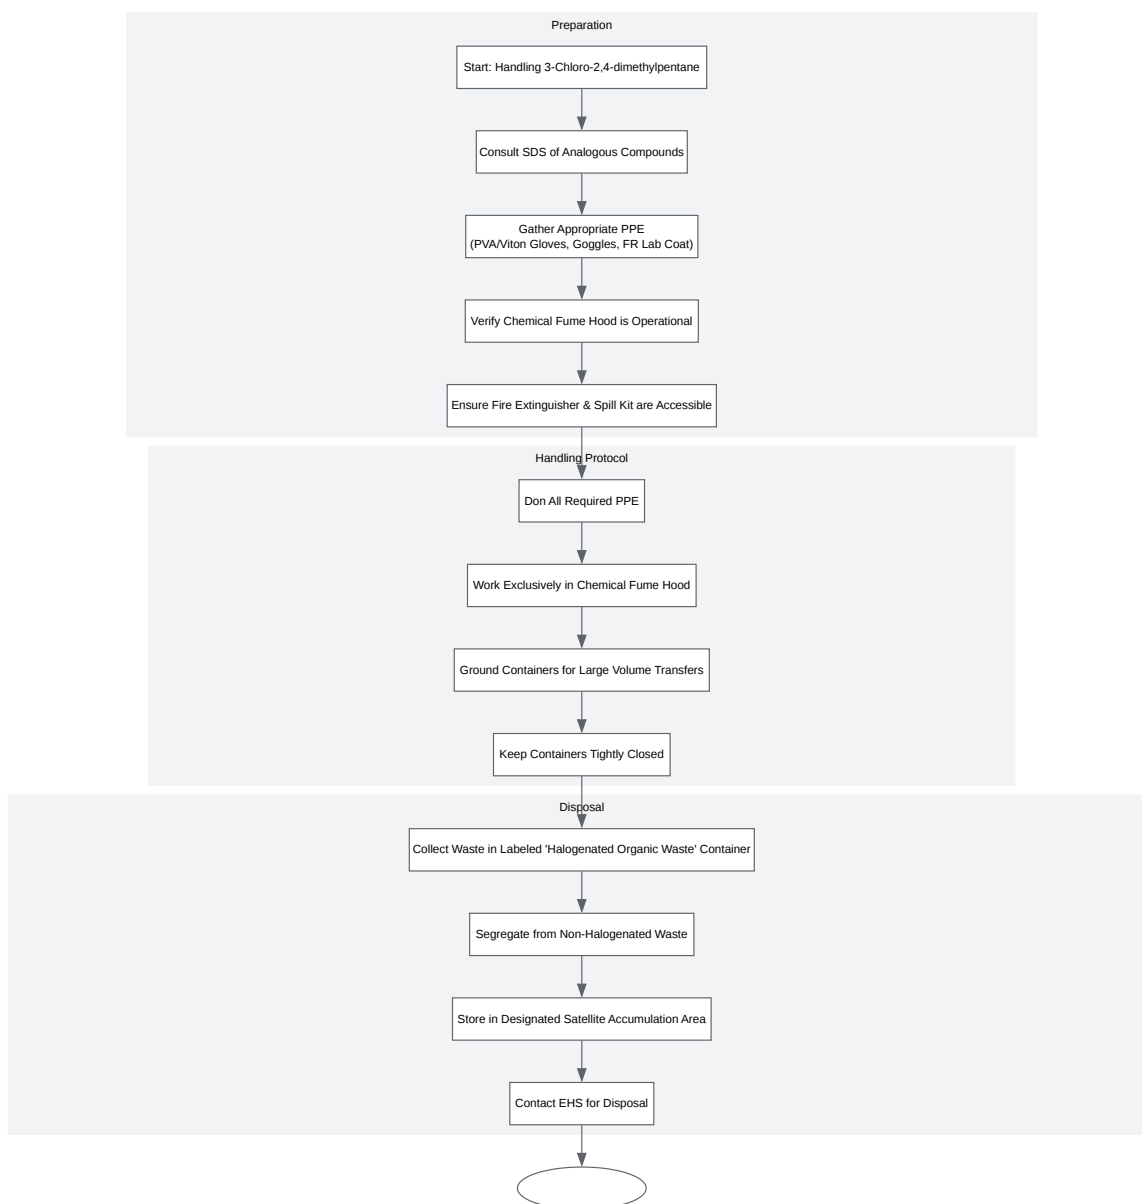 Preparation
Start: Handling 3-Chloro-2,4-dimethylpentane
Consult SDS of Analogous Compounds
Gather Appropriate PPE
(PVA/Viton Gloves, Goggles, FR Lab Coat)
Verify Chemical Fume Hood is Operational
Ensure Fire Extinguisher & Spill Kit are Accessible
Handling Protocol
Don All Required PPE
Work Exclusively in Chemical Fume Hood
Ground Containers for Large Volume Transfers
Keep Containers Tightly Closed
Disposal
Collect Waste in Labeled 'Halogenated Organic Waste' Container
Segregate from Non-Halogenated Waste
Store in Designated Satellite Accumulation Area
Contact EHS for Disposal